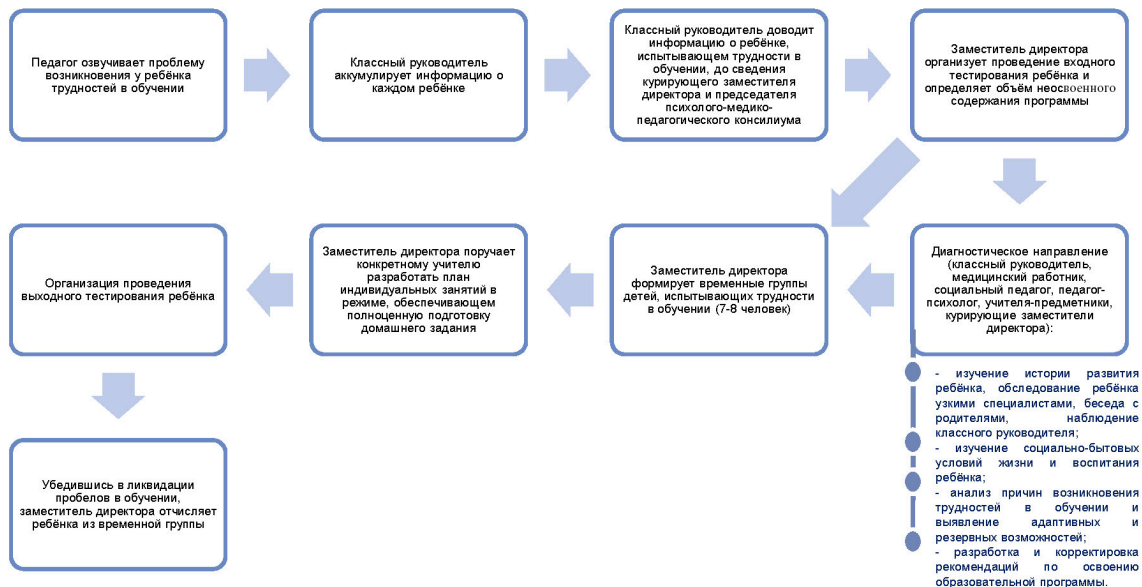 Педагог озвучивает проблему
возникновения у ребёнка
трудностей в обучении
Классный руководитель
аккумулирует информацию о
каждом ребёнке
Классный руководитель доводит
информацию о ребёнке,
испытывающем трудности в
обучении, до сведения
курирующего заместителя
директора и председателя
психолого-медико-
педагогического консилиума
Заместитель директора
организует проведение входного
тестирования ребёнка и
определяет объём неосвоенного
содержания программы
Диагностическое направление
(классный руководитель,
медицинский работник,
социальный педагог, педагог-
психолог, учителя-предметники,
курирующие заместители
директора):
- изучение истории развития
ребёнка, обследование ребёнка
узкими специалистами, беседа с
родителями, наблюдение
классного руководителя;
- изучение социально-бытовых
условий жизни и воспитания
ребёнка;
- анализ причин возникновения
трудностей в обучении и
выявление адаптивных и
резервных возможностей;
- разработка и корректировка
рекомендаций по освоению
образовательной программы.
Заместитель директора
формирует временные группы
детей, испытывающих трудности
в обучении (7-8 человек)
Заместитель директора поручает
конкретному учителю
разработать план
индивидуальных занятий в
режиме, обеспечивающем
полноценную подготовку
домашнего задания
Организация проведения
выходного тестирования ребёнка
Убедившись в ликвидации
пробелов в обучении,
заместитель директора отчисляет
ребёнка из временной группы